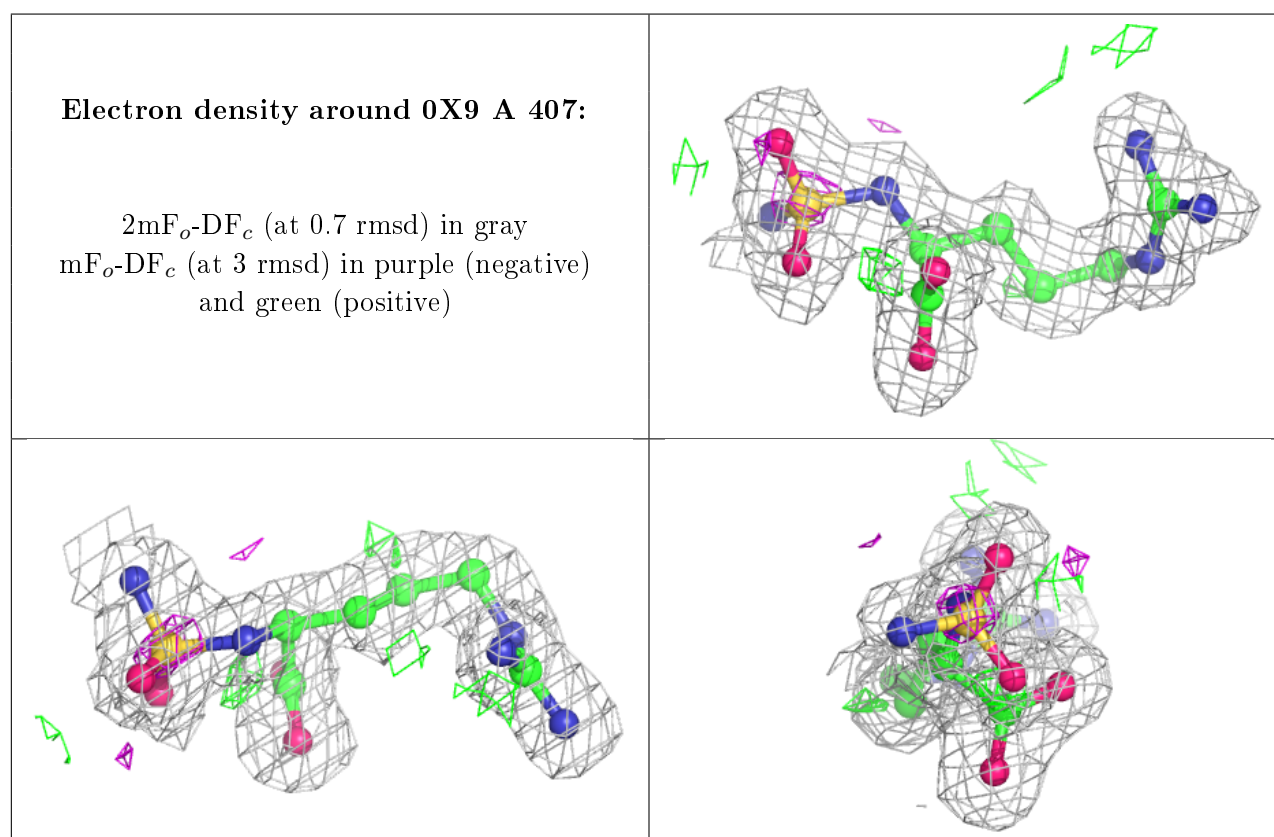 Electron density around 0X9 A 407:
2mFo-DFc (at 0.7 rmsd) in gray
mFo-DFc (at 3 rmsd) in purple (negative)
and green (positive)